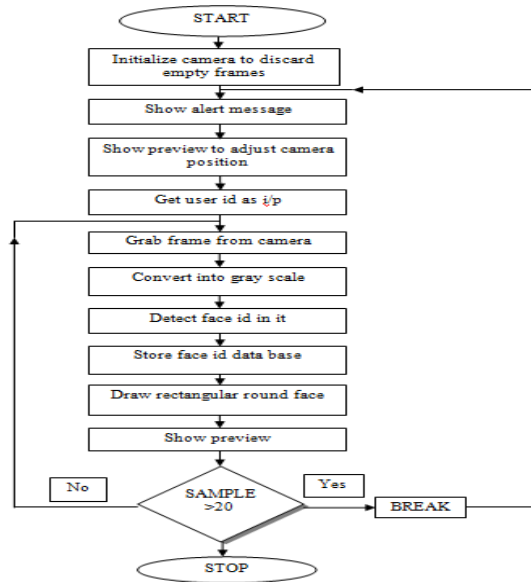 START
Initialize camera to discard
empty frames
Show alert message
Show preview to adjust camera
position
Get user id as i/p
Grab frame from camera
Convert into gray scale
Detect face id in it
Store face id data base
Draw rectangular round face
Show preview
No
SAMPLE
>20
Yes
BREAK
STOP